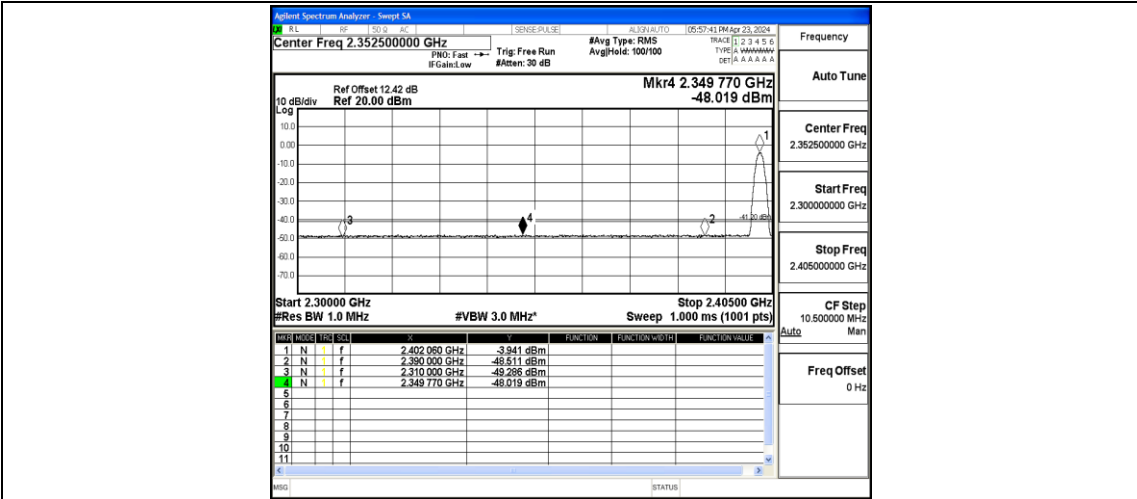 Agilent Spectrum Analyzer - Swept SA
RL RF 50 Ω AC SENSE:PULSE ALIGN AUTO 05:57:41 PM Apr 23, 2024
Center Freq 2.352500000 GHz
PNO: Fast
IFGain:Low
Trig: Free Run
#Atten: 30 dB
#Avg Type: RMS
Avg|Hold: 100/100
TRACE 1 2 3 4 5 6
TYPE A WWWWW
DET A A A A A A
Ref Offset 12.42 dB
Ref 20.00 dBm
10 dB/div
Log
Mkr4 2.349 770 GHz
-48.019 dBm
10.0
0.00
-10.0
-20.0
-30.0
-40.0
-50.0
-60.0
-70.0
1
3
4
2
-41.20 dBm
Start 2.30000 GHz
#Res BW 1.0 MHz
#VBW 3.0 MHz*
Stop 2.40500 GHz
Sweep 1.000 ms (1001 pts)
MKR MODE TRC SCL X Y FUNCTION FUNCTION WIDTH FUNCTION VALUE
1 N 1 f 2.402 060 GHz -3.941 dBm
2 N 1 f 2.390 000 GHz -48.511 dBm
3 N 1 f 2.310 000 GHz -49.286 dBm
4 N 1 f 2.349 770 GHz -48.019 dBm
5
6
7
8
9
10
11
MSG
STATUS
Frequency
Auto Tune
Center Freq
2.352500000 GHz
Start Freq
2.300000000 GHz
Stop Freq
2.405000000 GHz
CF Step
10.500000 MHz
Auto Man
Freq Offset
0 Hz